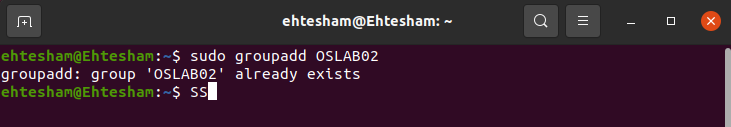 ehtesham@Ehtesham: ~
ehtesham@Ehtesham:~$ sudo groupadd OSLAB02
groupadd: group 'OSLAB02' already exists
ehtesham@Ehtesham:~$ SS